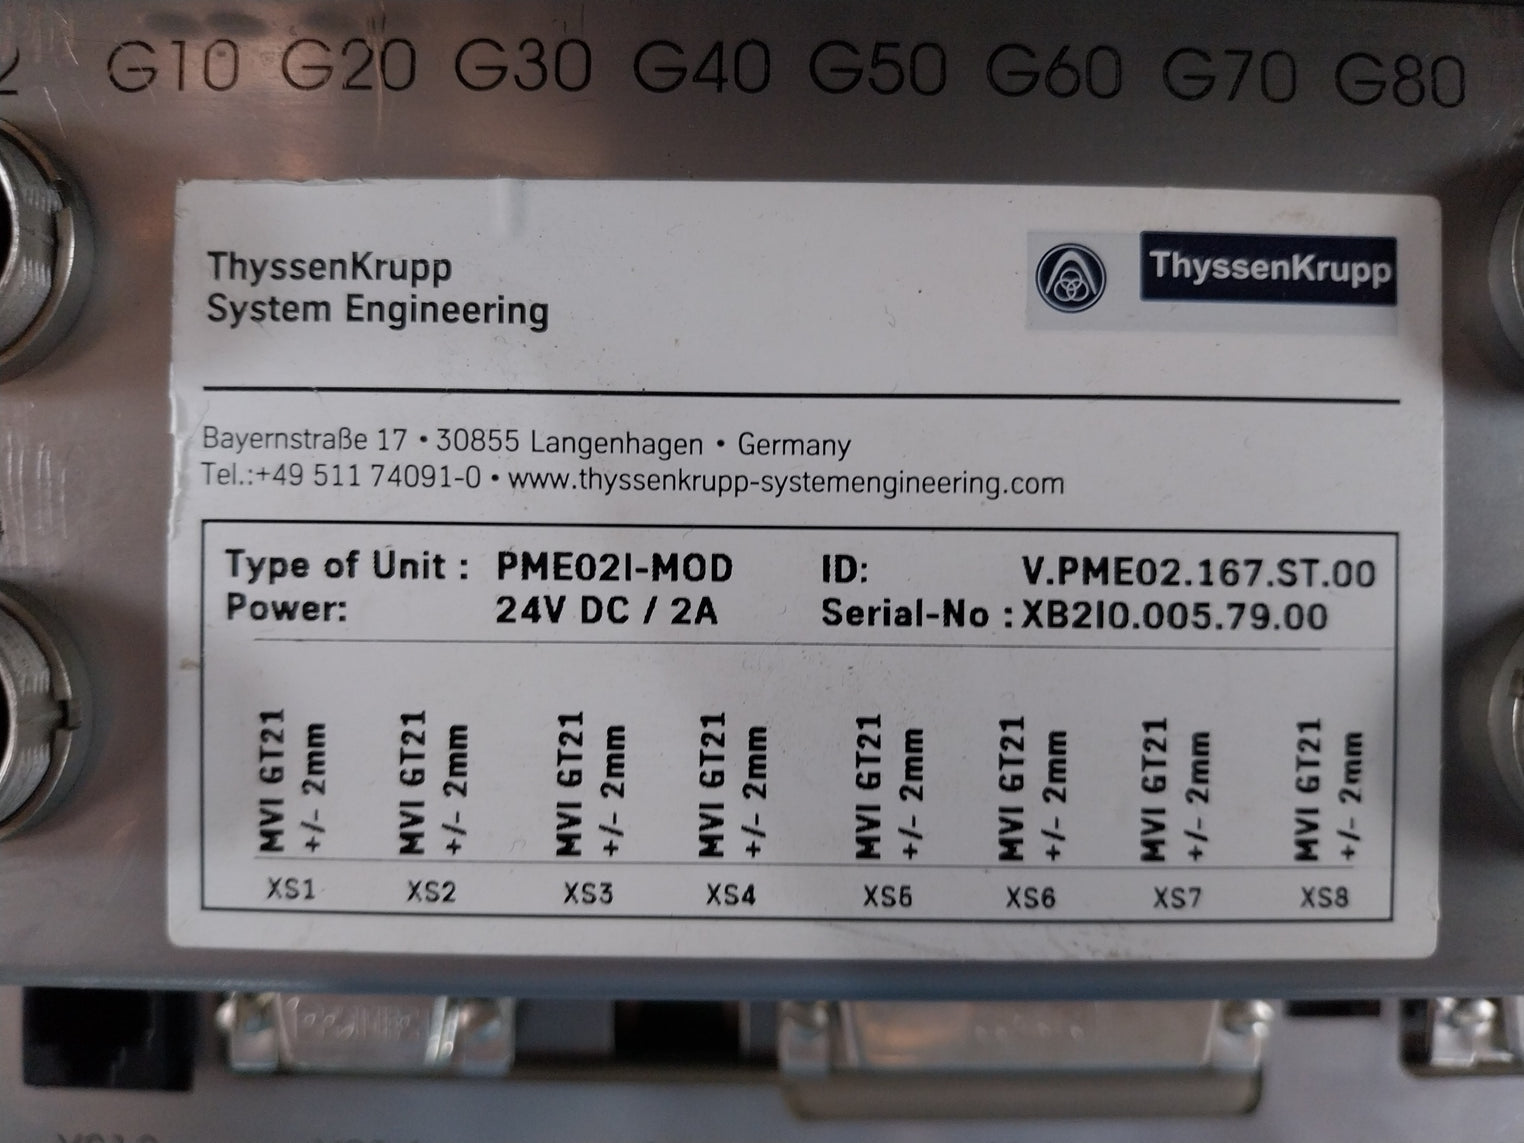 2 G10 G20 G30 G40 G50 G60 G70 G80
ThyssenKrupp
System Engineering
ThyssenKrupp
Bayernstraße 17 • 30855 Langenhagen • Germany
Tel.:+49 511 74091-0 • www.thyssenkrupp-systemengineering.com
Type of Unit : PME02I-MOD ID: V.PME02.167.ST.00
Power: 24V DC / 2A Serial-No : XB2I0.005.79.00
MVI GT21
+/- 2mm
MVI GT21
+/- 2mm
MVI GT21
+/- 2mm
MVI GT21
+/- 2mm
MVI GT21
+/- 2mm
MVI GT21
+/- 2mm
MVI GT21
+/- 2mm
MVI GT21
+/- 2mm
XS1 XS2 XS3 XS4 XS5 XS6 XS7 XS8